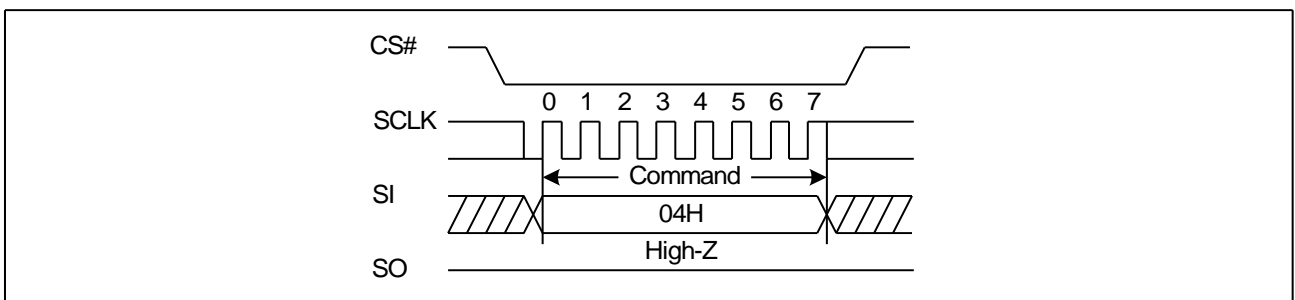 CS#
0 1 2 3 4 5 6 7
SCLK
Command
SI
04H
High-Z
SO